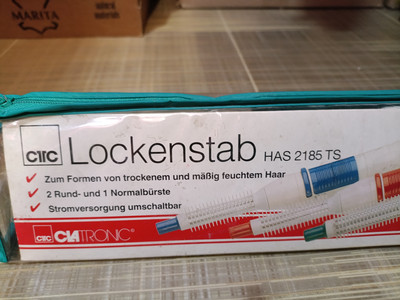 MARITA
CTC Lockenstab HAS 2185 TS
✓ Zum Formen von trockenem und mäßig feuchtem Haar
✓ 2 Rund- und 1 Normalbürste
✓ Stromversorgung umschaltbar
CTC CLATRONIC®